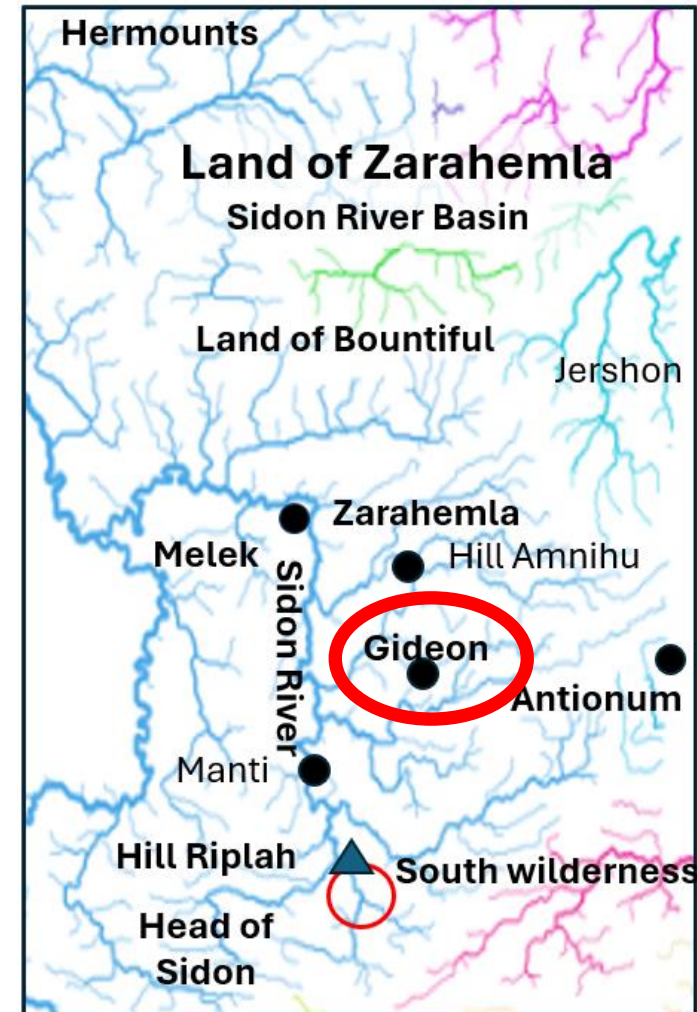 Hermounts
Land of Zarahemla
Sidon River Basin
Land of Bountiful
Jershon
Zarahemla
Melek
Hill Amnihu
Sidon River
Gideon
Antionum
Manti
Hill Riplah
South wilderness
Head of
Sidon